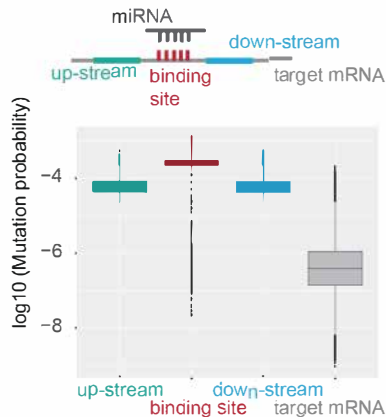 miRNA
down-stream
up-stream binding target mRNA
site
log10 (Mutation probability)
−4
−6
−8
up-stream down-stream
binding site target mRNA